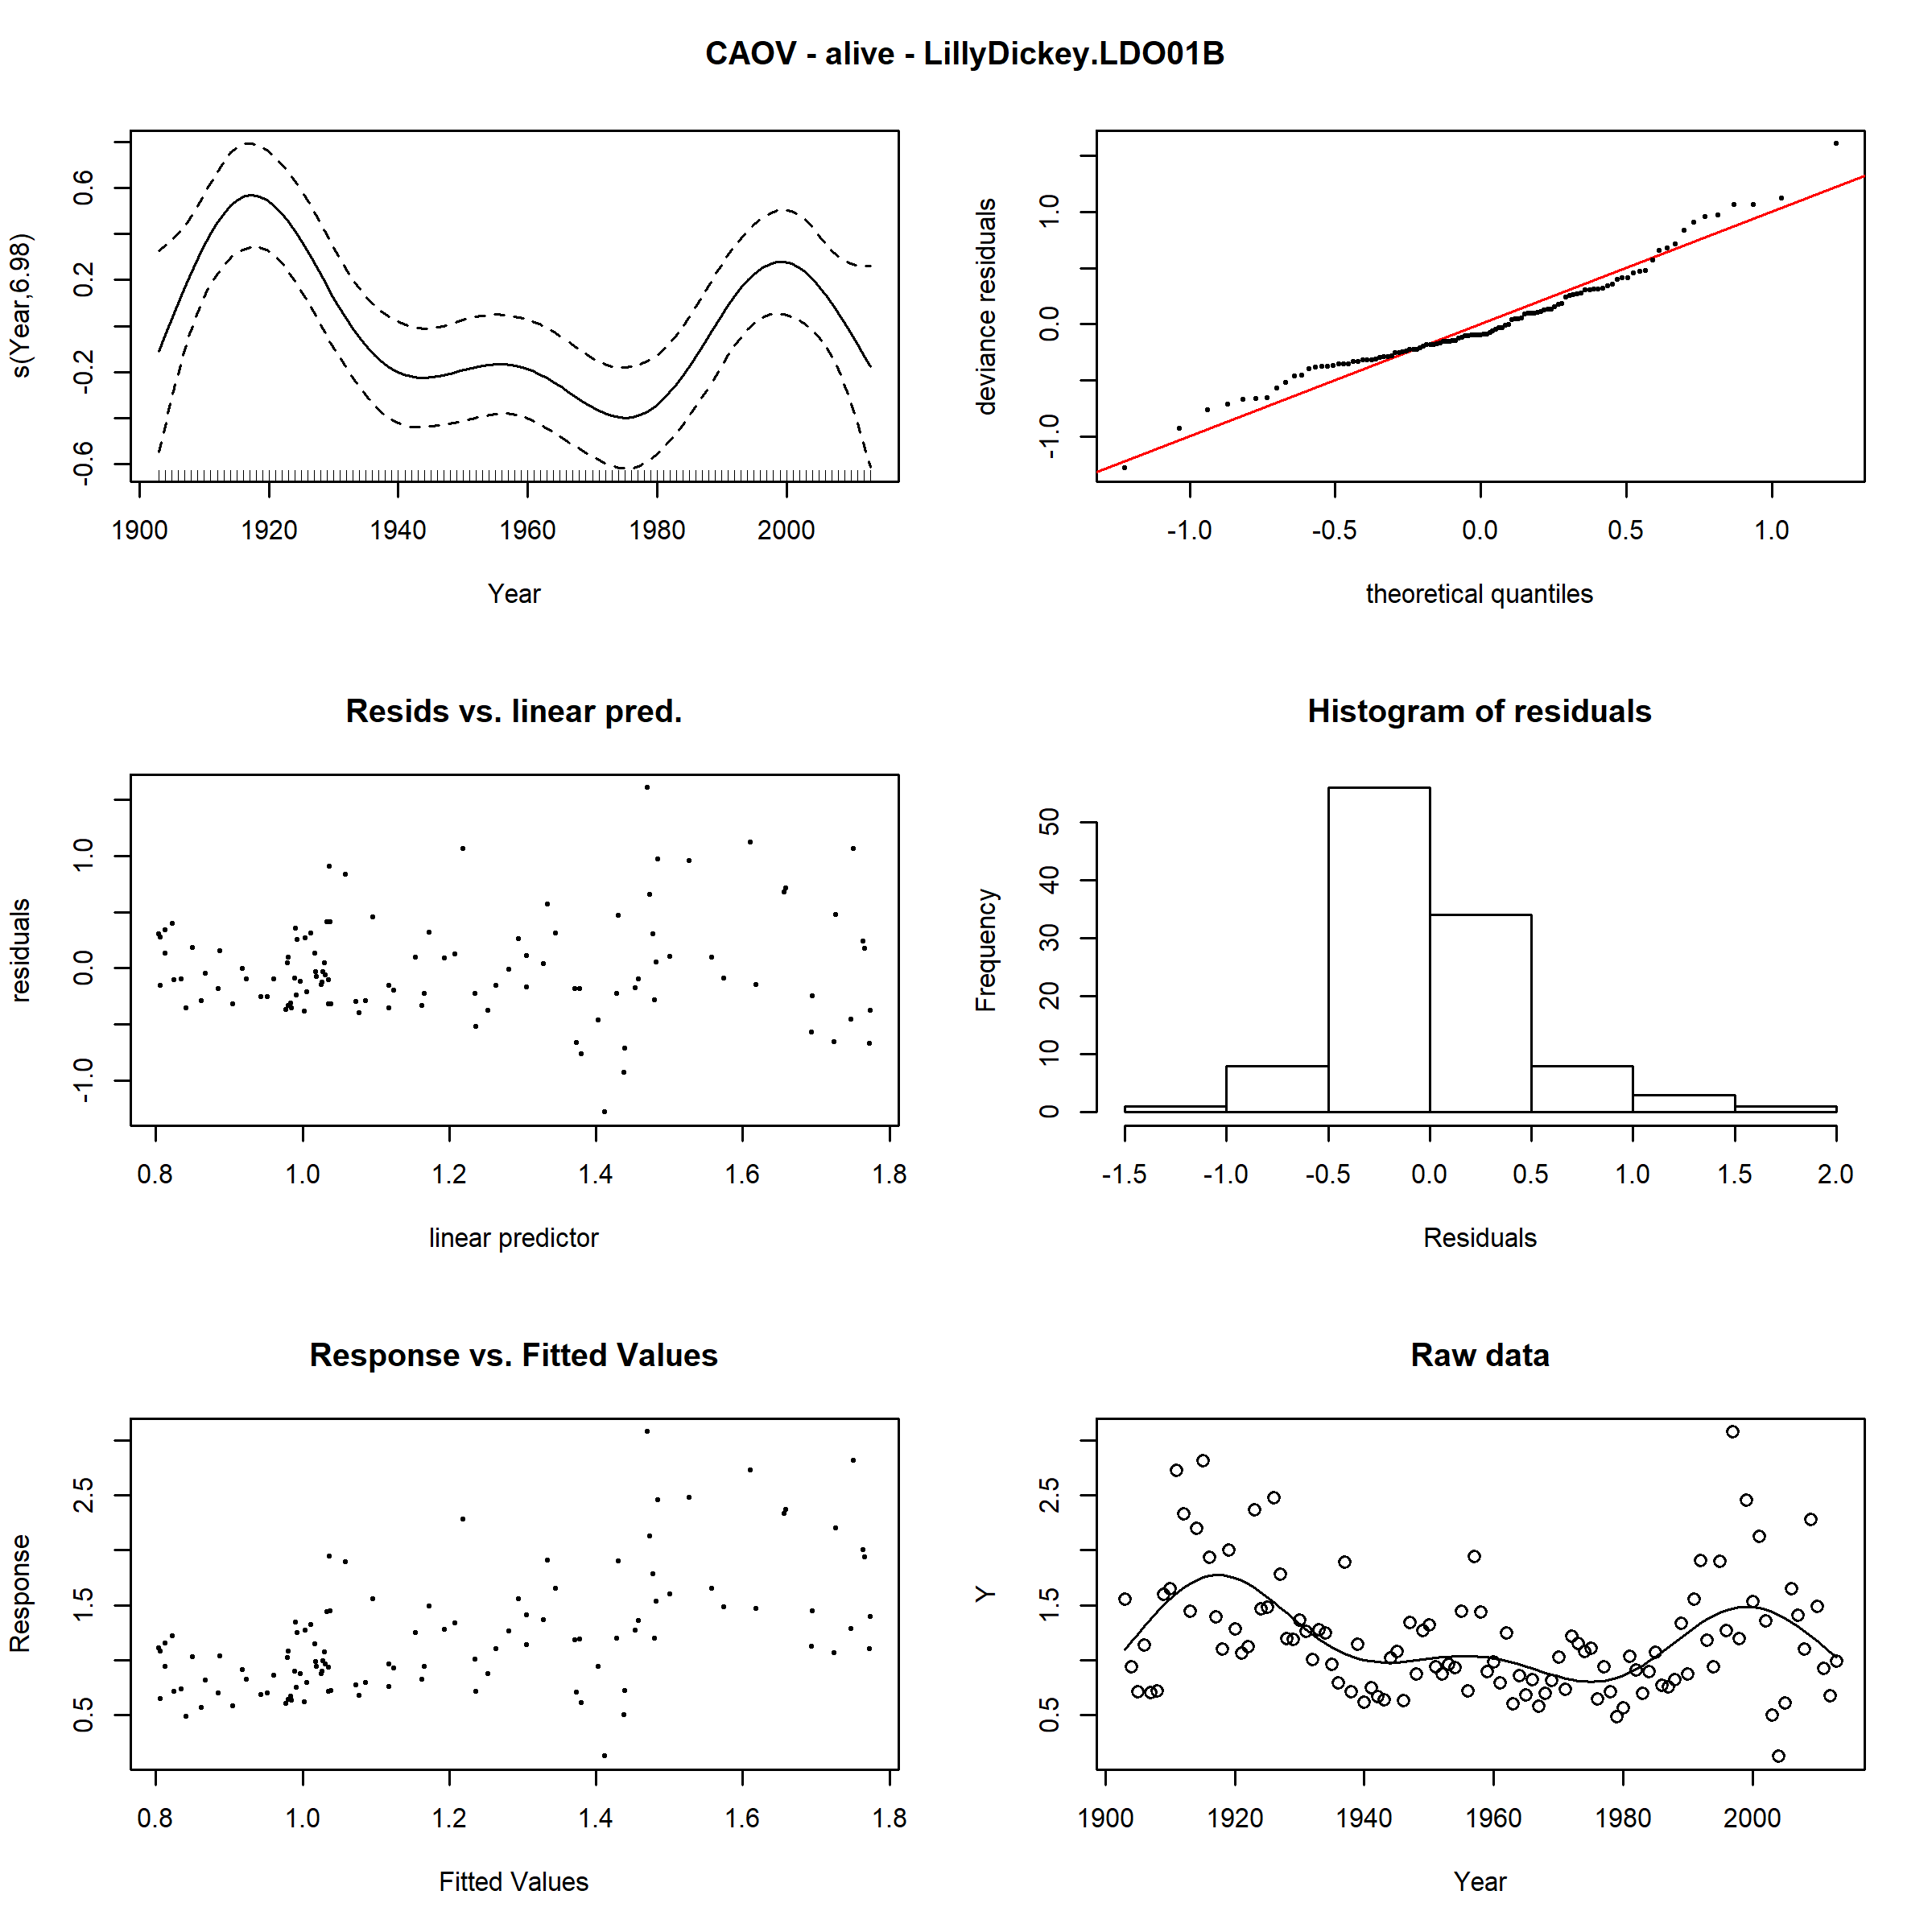 CAOV - alive - LillyDickey.LDO01B
s(Year,6.98)
-0.6 -0.2 0.2 0.6
1900 1920 1940 1960 1980 2000
Year
deviance residuals
-1.0 0.0 1.0
-1.0 -0.5 0.0 0.5 1.0
theoretical quantiles
Resids vs. linear pred.
residuals
-1.0 0.0 1.0
0.8 1.0 1.2 1.4 1.6 1.8
linear predictor
Histogram of residuals
Frequency
0 10 20 30 40 50
-1.5 -1.0 -0.5 0.0 0.5 1.0 1.5 2.0
Residuals
Response vs. Fitted Values
Response
0.5 1.5 2.5
0.8 1.0 1.2 1.4 1.6 1.8
Fitted Values
Raw data
Y
0.5 1.5 2.5
1900 1920 1940 1960 1980 2000
Year